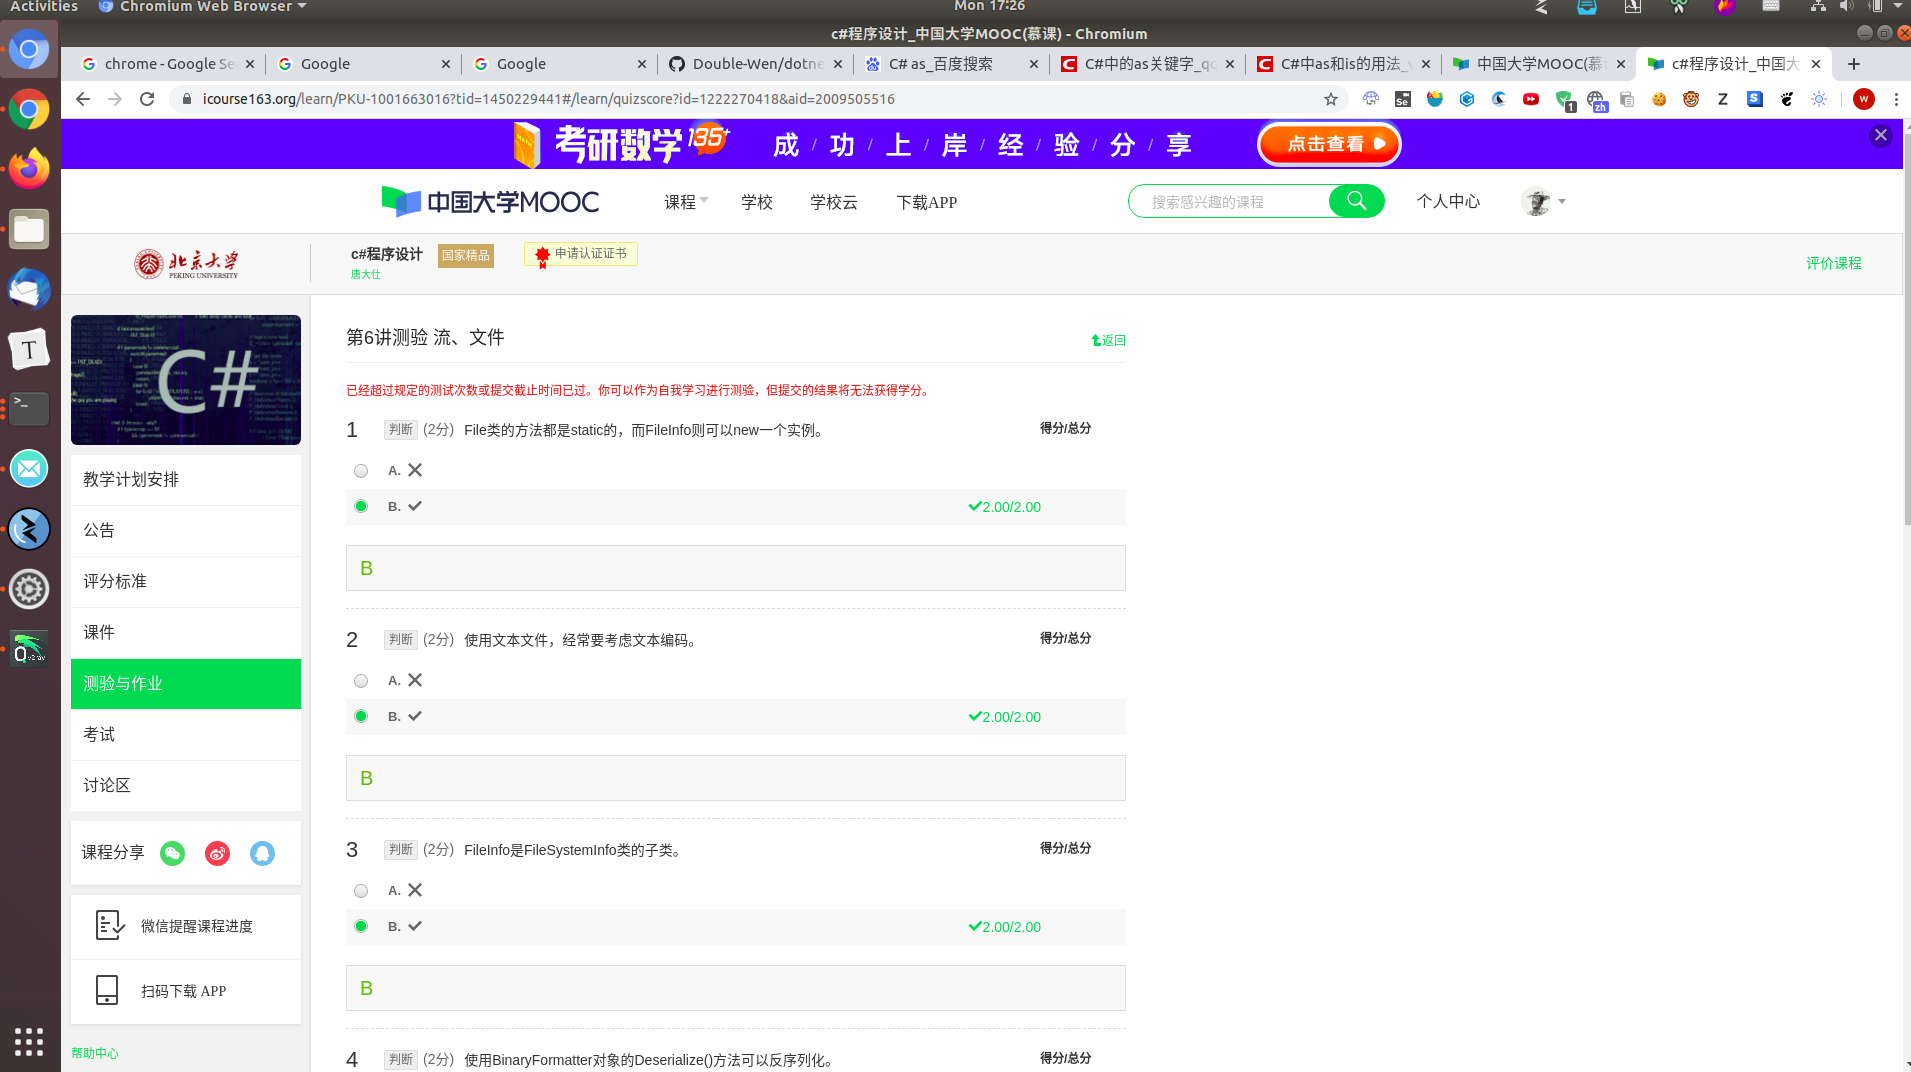 Activities Chromium Web Browser Mon 17:26
c#程序设计_中国大学MOOC(慕课) - Chromium
chrome - Google Se Google Google Double-Wen/dotne C# as_百度搜索 C#中的as关键字_qc C#中as和is的用法_ 中国大学MOOC(慕 c#程序设计_中国大
icourse163.org/learn/PKU-1001663016?tid=1450229441#/learn/quizscore?id=1222270418&aid=2009505516
考研数学 135+ 成 / 功 / 上 / 岸 / 经 / 验 / 分 / 享 点击查看
中国大学MOOC 课程 学校 学校云 下载APP 搜索感兴趣的课程 个人中心
北京大学 PEKING UNIVERSITY c#程序设计 国家精品 申请认证证书 评价课程
唐大仕
C#
教学计划安排
公告
评分标准
课件
测验与作业
考试
讨论区
课程分享
微信提醒课程进度
扫码下载 APP
帮助中心
第6讲测验 流、文件 返回
已经超过规定的测试次数或提交截止时间已过。你可以作为自我学习进行测验，但提交的结果将无法获得学分。
1 判断 (2分) File类的方法都是static的，而FileInfo则可以new一个实例。 得分/总分
A.
B. 2.00/2.00
B
2 判断 (2分) 使用文本文件，经常要考虑文本编码。 得分/总分
A.
B. 2.00/2.00
B
3 判断 (2分) FileInfo是FileSystemInfo类的子类。 得分/总分
A.
B. 2.00/2.00
B
4 判断 (2分) 使用BinaryFormatter对象的Deserialize()方法可以反序列化。 得分/总分